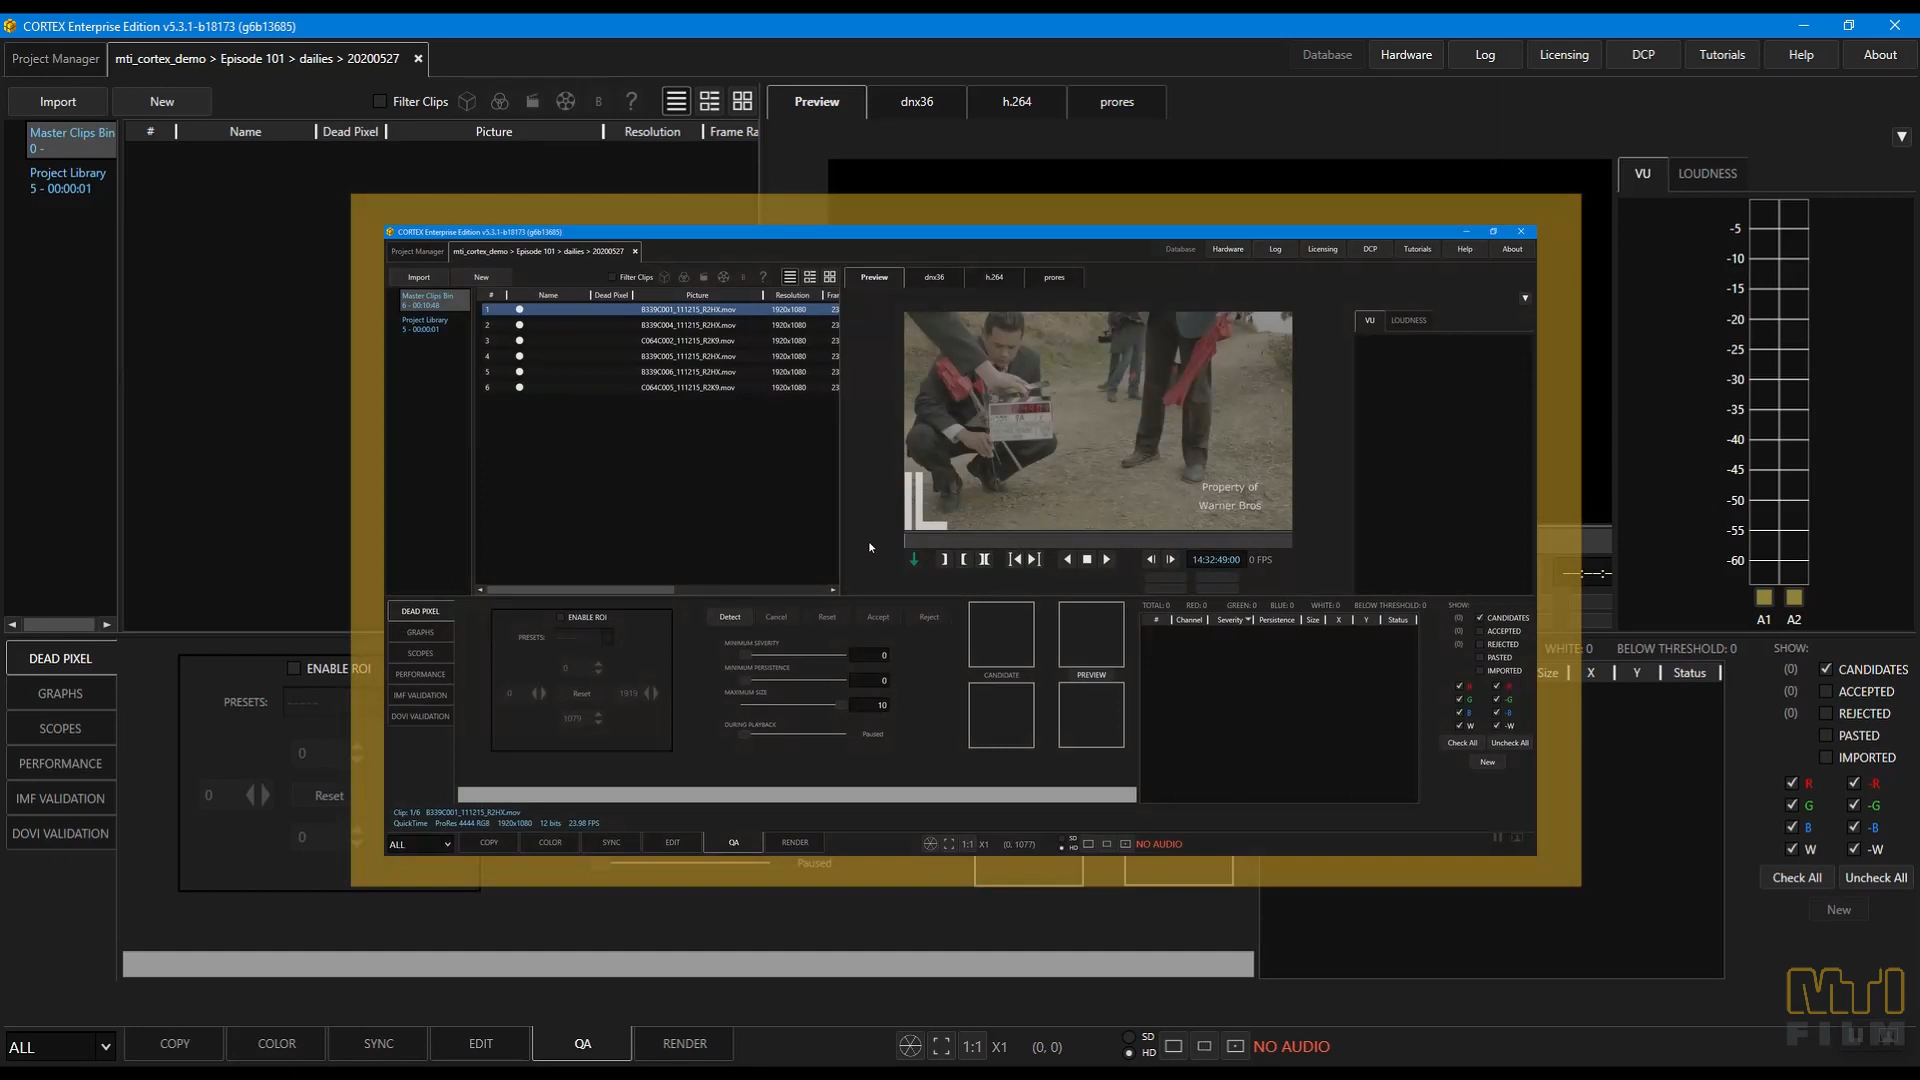 CORTEX Enterprise Edition v5.3.1-b18173 (g6b13685)
Project Manager mti_cortex_demo > Episode 101 > dailies > 20200527 Database Hardware Log Licensing DCP Tutorials Help About
Import New Filter Clips B ? Preview dnx36 h.264 prores
Master Clips Bin
0 -
# Name Dead Pixel Picture Resolution Frame Ra
Project Library
5 - 00:00:01
VU LOUDNESS
-5
-10
-15
-20
-25
-30
-35
-40
-45
-50
-55
-60
A1 A2
CORTEX Enterprise Edition v5.3.1-b18173 (g6b13685)
Project Manager mti_cortex_demo > Episode 101 > dailies > 20200527 Database Hardware Log Licensing DCP Tutorials Help About
Import New Filter Clips B ? Preview dnx36 h.264 prores
Master Clips Bin
6 - 00:10:48
Project Library
5 - 00:00:01
# Name Dead Pixel Picture Resolution Frar
1 B339C001_111215_R2HX.mov 1920x1080 23
2 B339C004_111215_R2HX.mov 1920x1080 23
3 C064C002_111215_R2K9.mov 1920x1080 23
4 B339C005_111215_R2HX.mov 1920x1080 23
5 B339C006_111215_R2HX.mov 1920x1080 23
6 C064C005_111215_R2K9.mov 1920x1080 23
VU LOUDNESS
Property of
Warner Bros
14:32:49:00 0 FPS
DEAD PIXEL
GRAPHS
SCOPES
PERFORMANCE
IMF VALIDATION
DOVI VALIDATION
ENABLE ROI
PRESETS:
0
0 Reset 1919
1079
Detect Cancel Reset Accept Reject
MINIMUM SEVERITY
0
MINIMUM PERSISTENCE
0
MAXIMUM SIZE
10
DURING PLAYBACK
Paused
CANDIDATE PREVIEW
TOTAL: 0 RED: 0 GREEN: 0 BLUE: 0 WHITE: 0 BELOW THRESHOLD: 0
# Channel Severity Persistence Size X Y Status
SHOW:
(0) CANDIDATES
(0) ACCEPTED
(0) REJECTED
PASTED
IMPORTED
R -R
G -G
B -B
W -W
Check All Uncheck All
New
Clip: 1/6 B339C001_111215_R2HX.mov
QuickTime ProRes 4444 RGB 1920x1080 12 bits 23.98 FPS
ALL COPY COLOR SYNC EDIT QA RENDER 1:1 X1 (0, 1077) SD HD NO AUDIO
--:--:--
DEAD PIXEL
GRAPHS
SCOPES
PERFORMANCE
IMF VALIDATION
DOVI VALIDATION
ENABLE ROI
PRESETS: -----
0
0 Reset
0
Paused
WHITE: 0 BELOW THRESHOLD: 0
Size X Y Status
SHOW:
(0) CANDIDATES
(0) ACCEPTED
(0) REJECTED
PASTED
IMPORTED
R -R
G -G
B -B
W -W
Check All Uncheck All
New
MTI
FILM
ALL COPY COLOR SYNC EDIT QA RENDER 1:1 X1 (0, 0) SD HD NO AUDIO